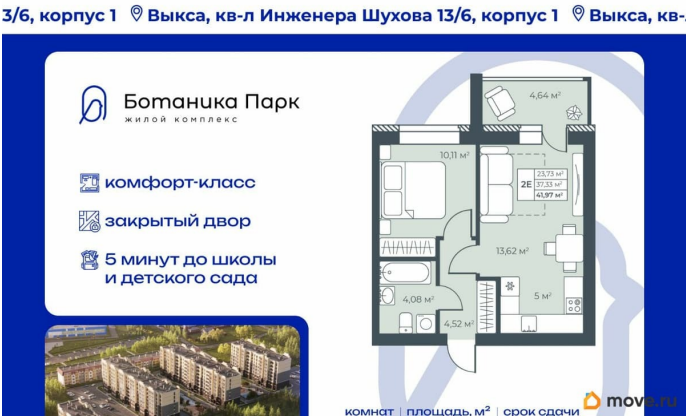 3/6, корпус 1 Выкса, кв-л Инженера Шухова 13/6, корпус 1 Выкса, кв-
Ботаника Парк
жилой комплекс
комфорт-класс
закрытый двор
5 минут до школы
и детского сада
4,64 м²
10,11 м²
2Е
23,73 м²
37,33 м²
41,97 м²
13,62 м²
5 м²
4,08 м²
4,52 м²
комнат | площадь, м² | срок сдачи
move.ru